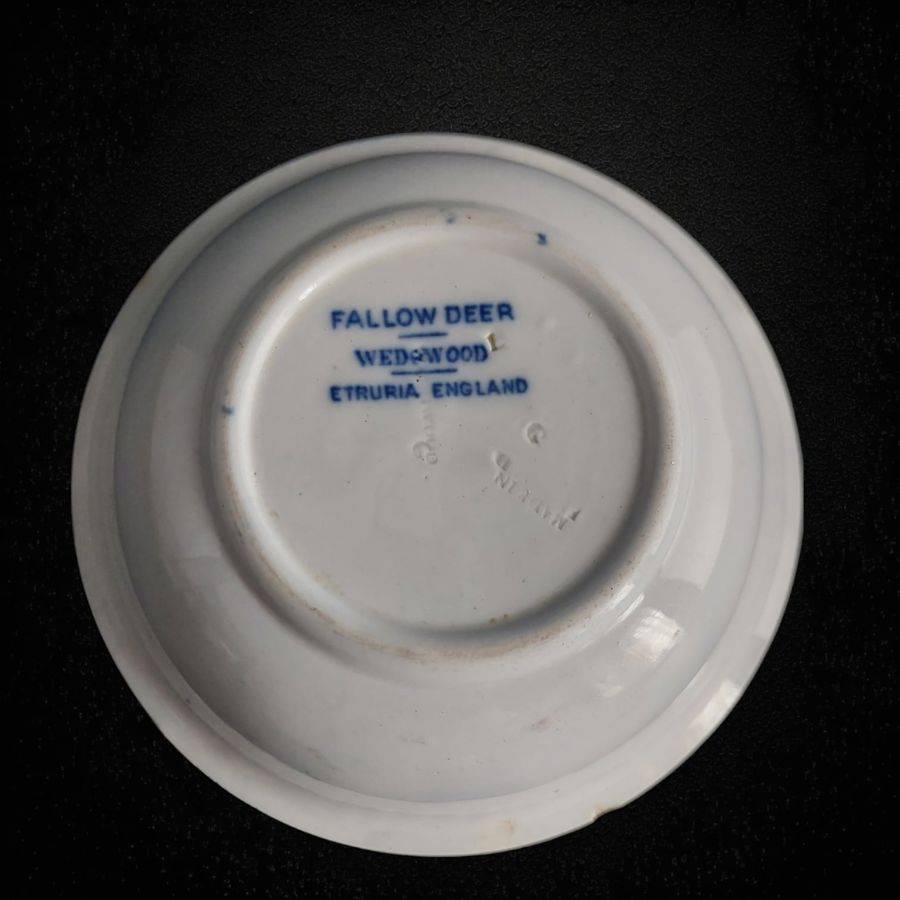 FALLOW DEER
WEDGWOOD
ETRURIA ENGLAND
L
G